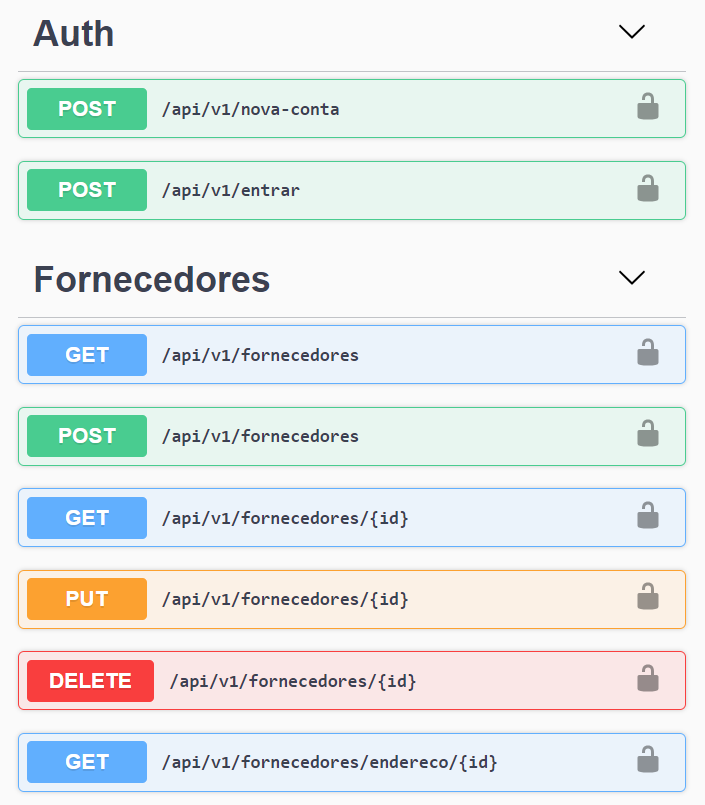 Auth
POST /api/v1/nova-conta
POST /api/v1/entrar
Fornecedores
GET /api/v1/fornecedores
POST /api/v1/fornecedores
GET /api/v1/fornecedores/{id}
PUT /api/v1/fornecedores/{id}
DELETE /api/v1/fornecedores/{id}
GET /api/v1/fornecedores/endereco/{id}